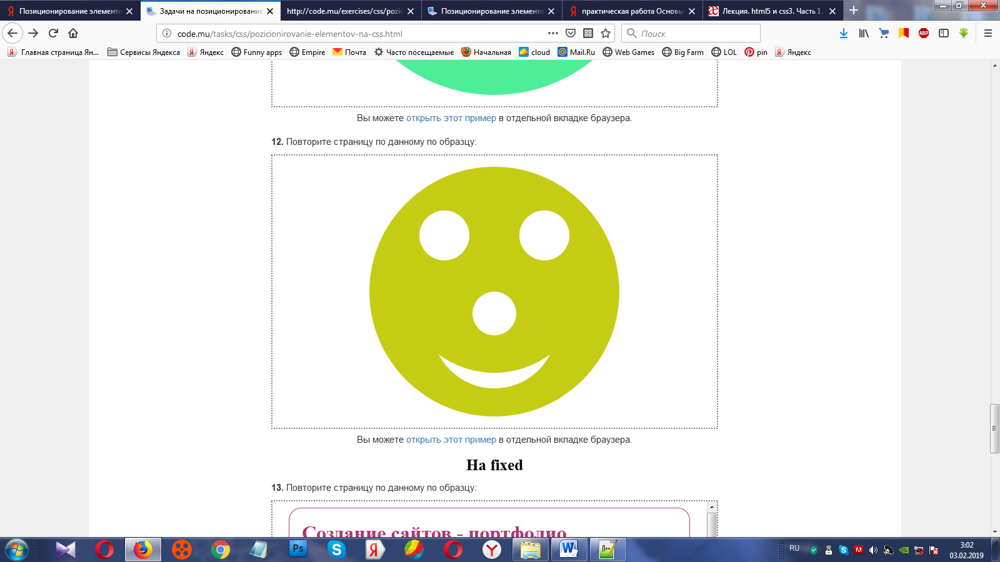 Позиционирование элементо
Задачи на позиционирование
http://code.mu/exercises/css/pozic
Позиционирование элементо
практическая работа Основы
Лекция. html5 и css3. Часть 1.
code.mu/tasks/css/pozicionirovanie-elementov-na-css.html
Поиск
ABP
Главная страница Ян...
Сервисы Яндекса
Яндекс
Funny apps
Empire
Почта
Часто посещаемые
Начальная
cloud
Mail.Ru
Web Games
Big Farm
LOL
pin
Яндекс
Вы можете открыть этот пример в отдельной вкладке браузера.
12. Повторите страницу по данному по образцу:
Вы можете открыть этот пример в отдельной вкладке браузера.
На fixed
13. Повторите страницу по данному по образцу:
Создание сайтов - портфолио
RU
3:02
03.02.2019